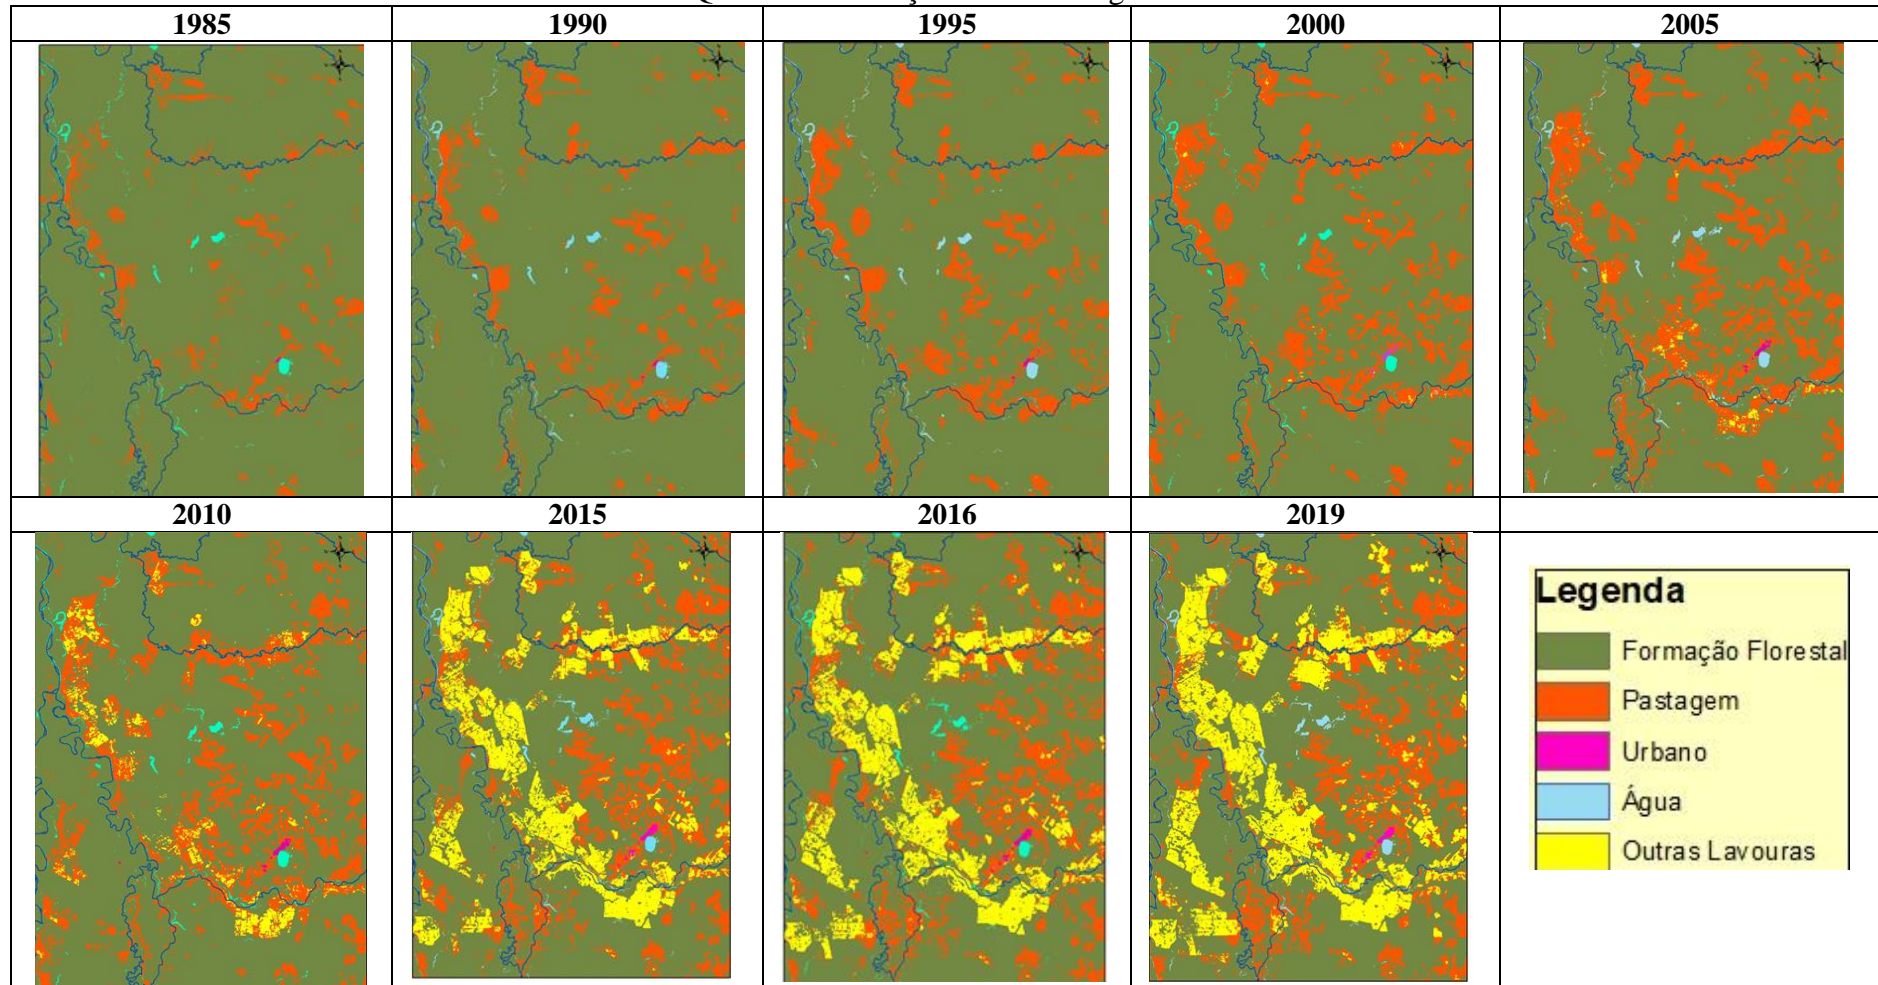 1985 1990 1995 2000 2005
2010 2015 2016 2019
Legenda
Formação Florestal
Pastagem
Urbano
Água
Outras Lavouras